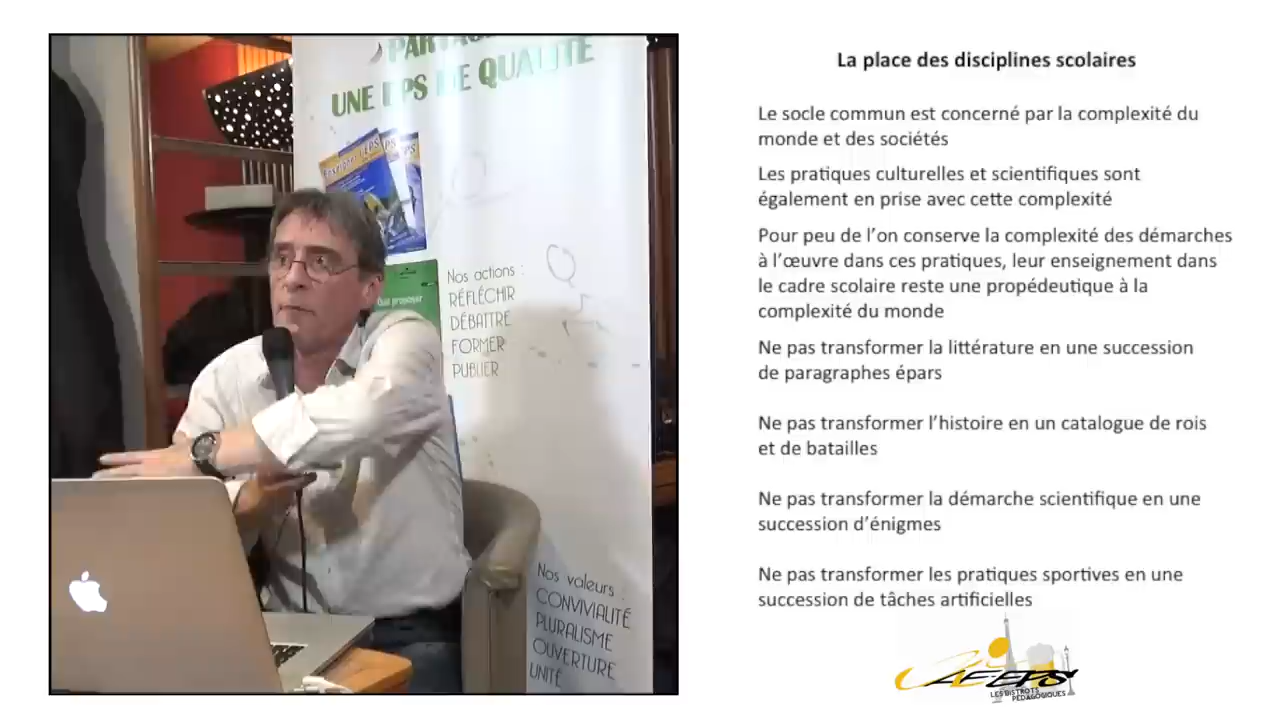 UNE EPS DE QUALITÉ
Enseigner l'EPS
Nos actions :
RÉFLÉCHIR
DÉBATTRE
FORMER
PUBLIER
Nos valeurs :
CONVIVIALITÉ
PLURALISME
OUVERTURE
UNITÉ
La place des disciplines scolaires
Le socle commun est concerné par la complexité du
monde et des sociétés
Les pratiques culturelles et scientifiques sont
également en prise avec cette complexité
Pour peu de l’on conserve la complexité des démarches
à l’œuvre dans ces pratiques, leur enseignement dans
le cadre scolaire reste une propédeutique à la
complexité du monde
Ne pas transformer la littérature en une succession
de paragraphes épars
Ne pas transformer l’histoire en un catalogue de rois
et de batailles
Ne pas transformer la démarche scientifique en une
succession d’énigmes
Ne pas transformer les pratiques sportives en une
succession de tâches artificielles
AE-EPS
LES BISTROTS
PÉDAGOGIQUES